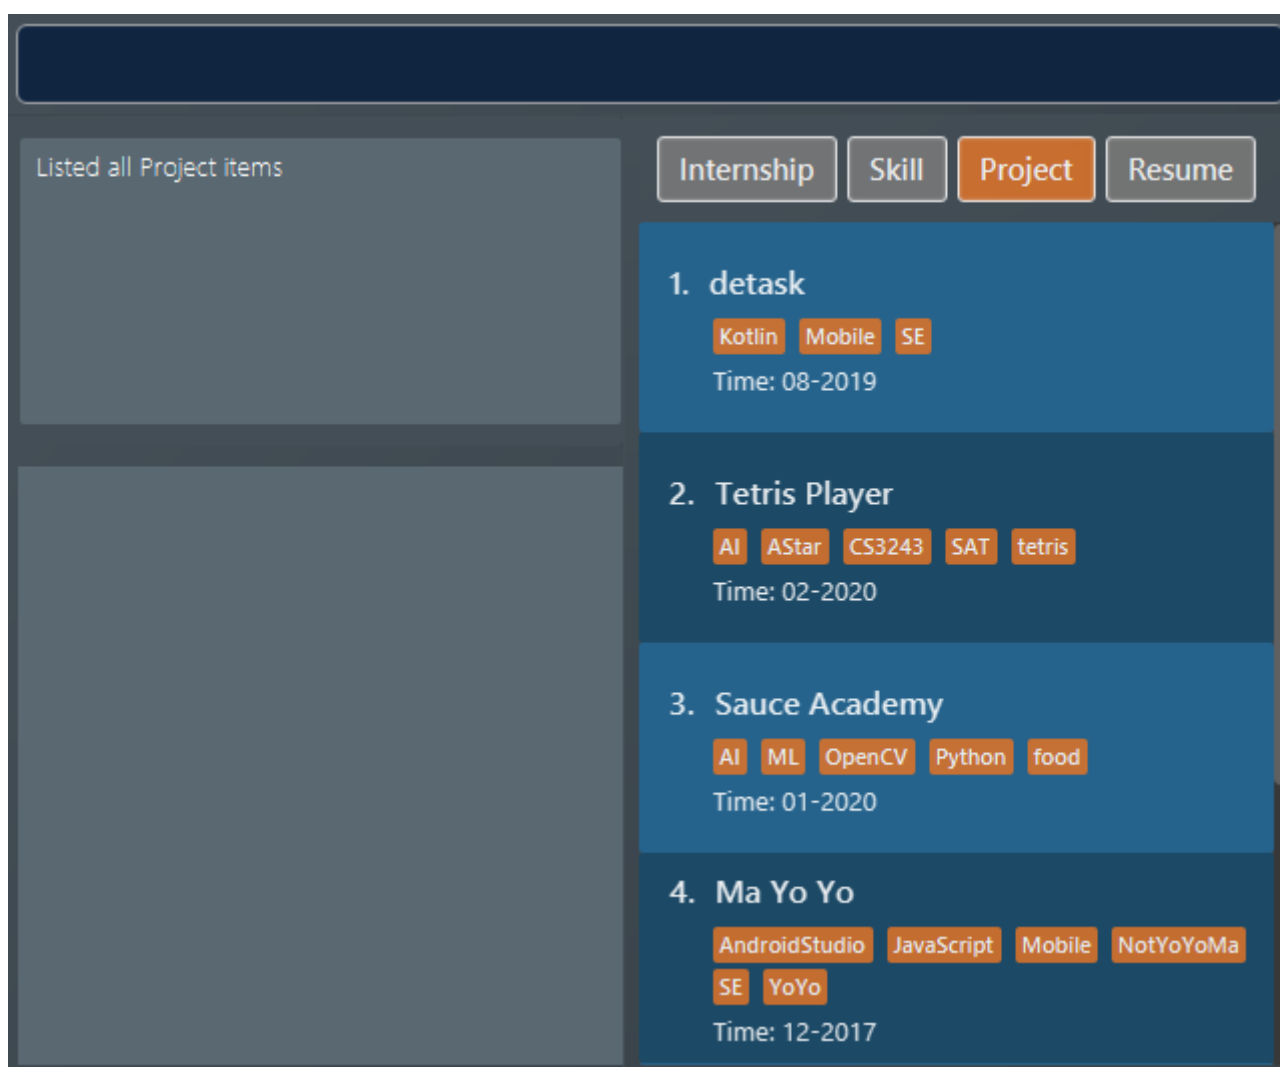 Listed all Project items
Internship Skill Project Resume
1. detask
Kotlin Mobile SE
Time: 08-2019
2. Tetris Player
AI AStar CS3243 SAT tetris
Time: 02-2020
3. Sauce Academy
AI ML OpenCV Python food
Time: 01-2020
4. Ma Yo Yo
AndroidStudio JavaScript Mobile NotYoYoMa
SE YoYo
Time: 12-2017